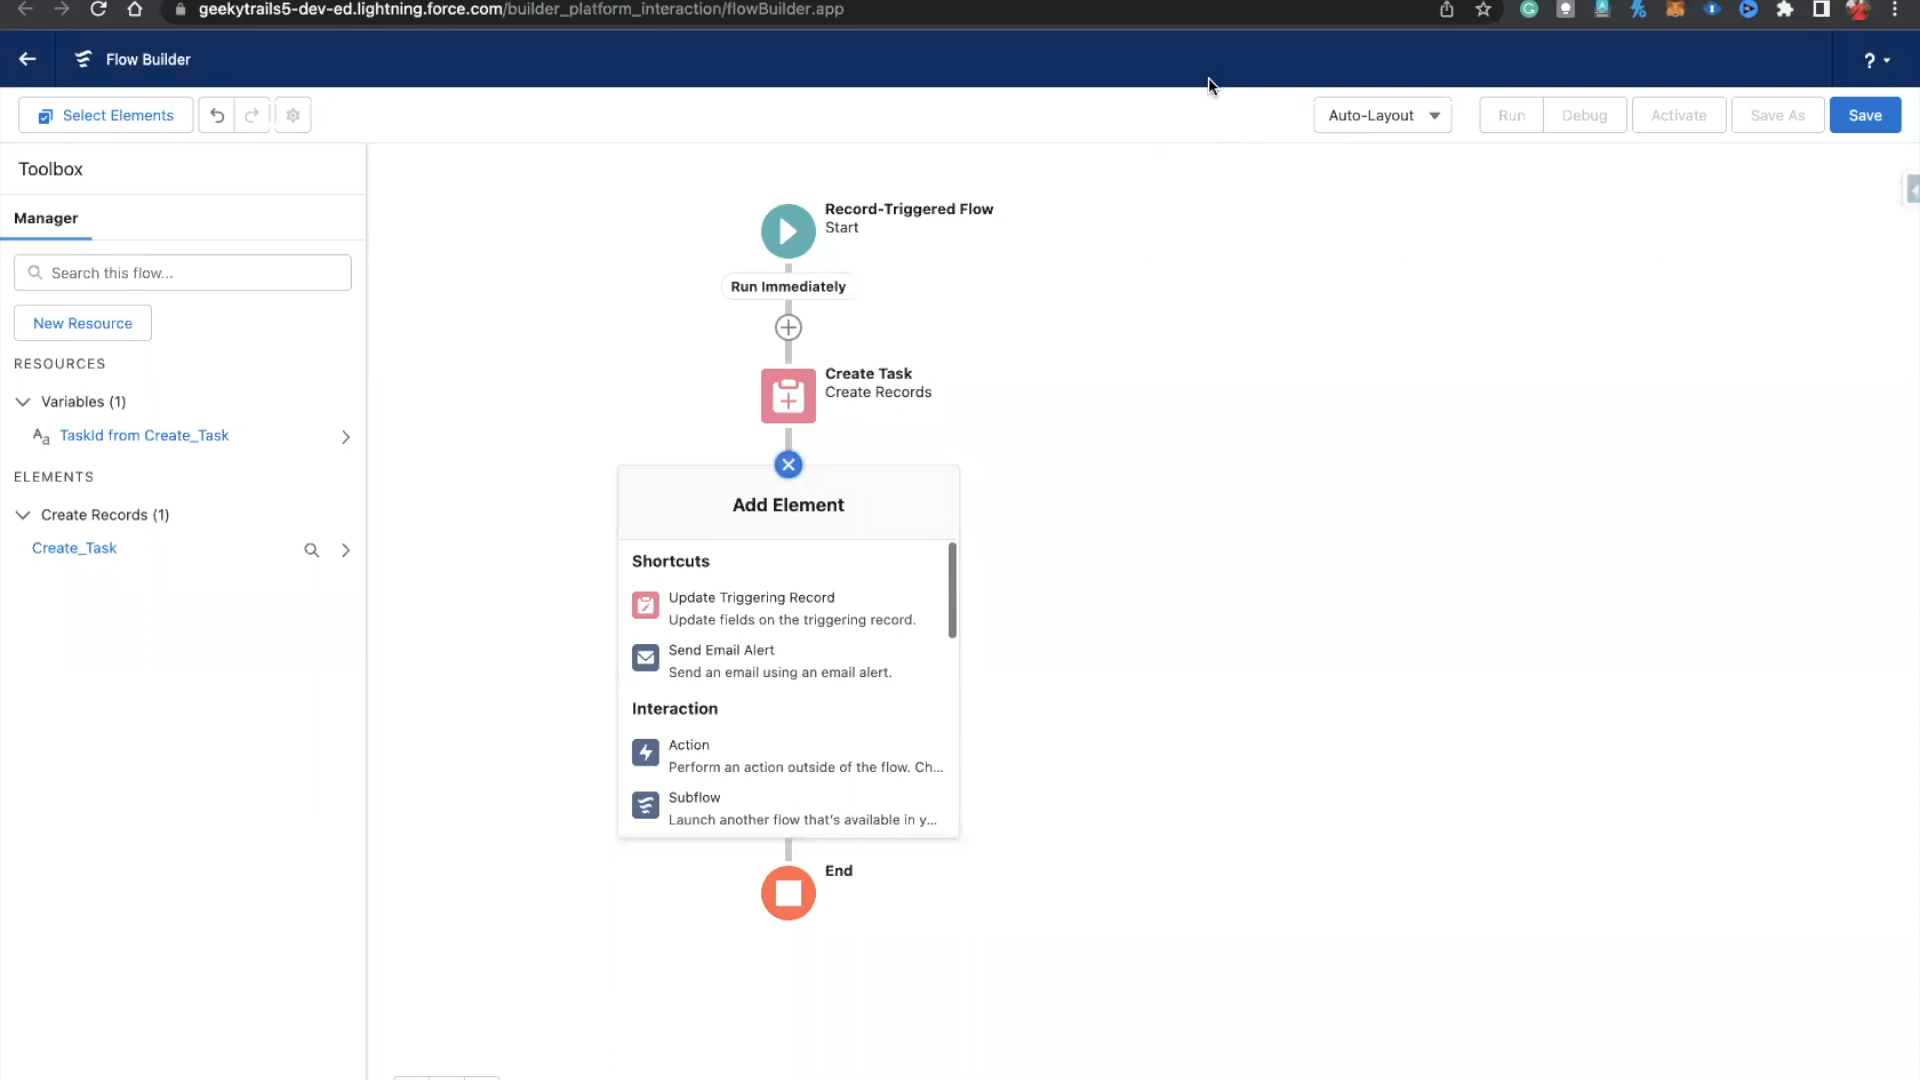 geekytrails5-dev-ed.lightning.force.com/builder_platform_interaction/flowBuilder.app
Flow Builder
?
Select Elements
Auto-Layout
Run
Debug
Activate
Save As
Save
Toolbox
Manager
Search this flow...
New Resource
RESOURCES
Variables (1)
Aa TaskId from Create_Task
ELEMENTS
Create Records (1)
Create_Task
Record-Triggered Flow
Start
Run Immediately
Create Task
Create Records
Add Element
Shortcuts
Update Triggering Record
Update fields on the triggering record.
Send Email Alert
Send an email using an email alert.
Interaction
Action
Perform an action outside of the flow. Ch...
Subflow
Launch another flow that's available in y...
End